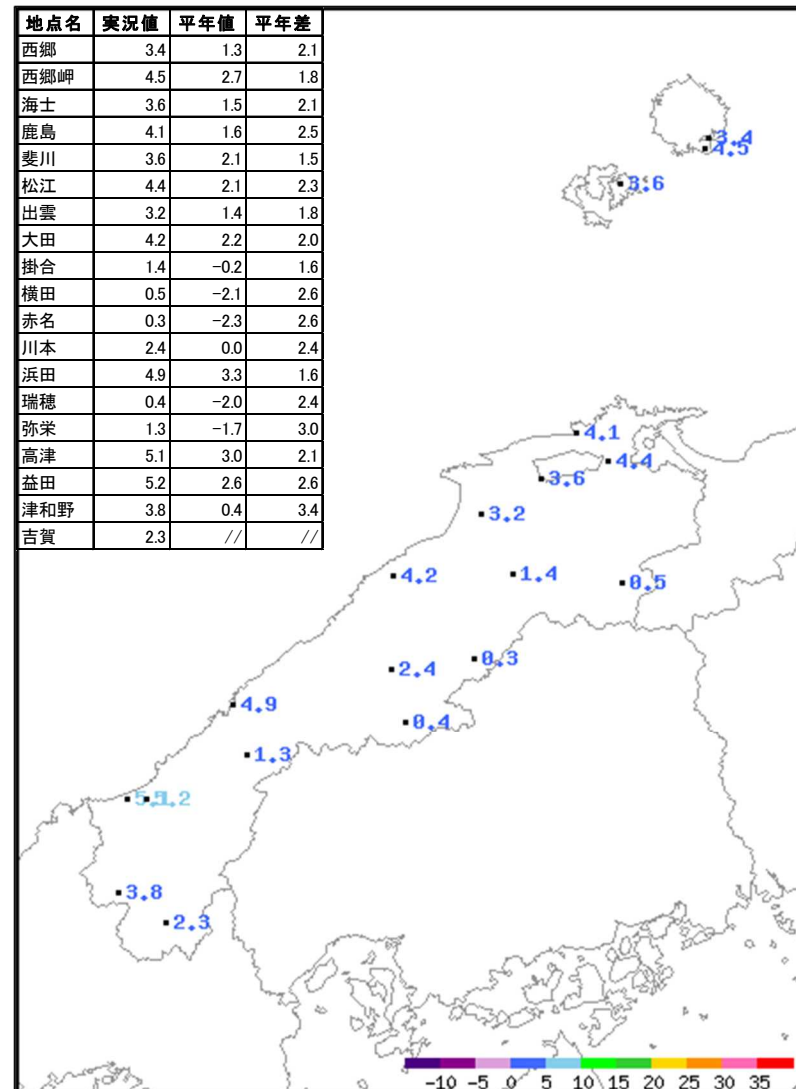 地点名 実況値 平年値 平年差
西郷 3.4 1.3 2.1
西郷岬 4.5 2.7 1.8
海士 3.6 1.5 2.1
鹿島 4.1 1.6 2.5
斐川 3.6 2.1 1.5
松江 4.4 2.1 2.3
出雲 3.2 1.4 1.8
大田 4.2 2.2 2.0
掛合 1.4 −0.2 1.6
横田 0.5 −2.1 2.6
赤名 0.3 −2.3 2.6
川本 2.4 0.0 2.4
浜田 4.9 3.3 1.6
瑞穂 0.4 −2.0 2.4
弥栄 1.3 −1.7 3.0
高津 5.1 3.0 2.1
益田 5.2 2.6 2.6
津和野 3.8 0.4 3.4
吉賀 2.3 // //
3.4
4.5
3.6
4.1
4.4
3.6
3.2
4.2 1.4 0.5
0.3
2.4
4.9
0.4
1.3
5.1 5.2
3.8
2.3
−10 −5 0 5 10 15 20 25 30 35